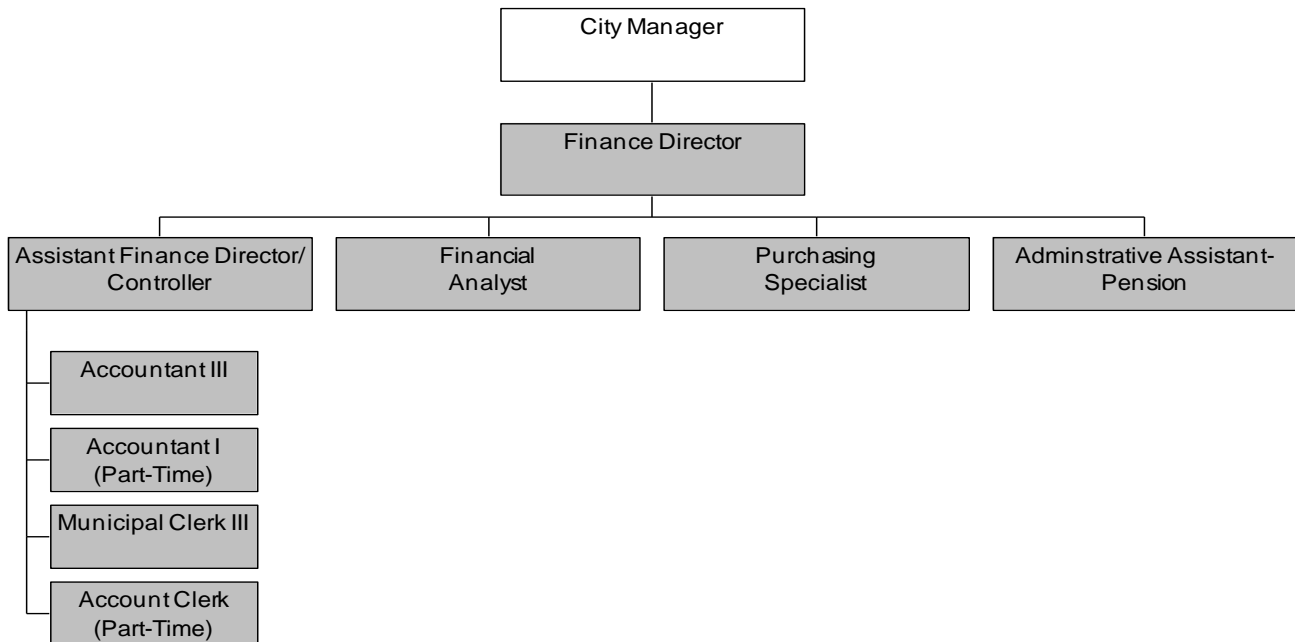 City Manager
Finance Director
Assistant Finance Director/
Controller
Financial
Analyst
Purchasing
Specialist
Adminstrative Assistant-
Pension
Accountant III
Accountant I
(Part-Time)
Municipal Clerk III
Account Clerk
(Part-Time)